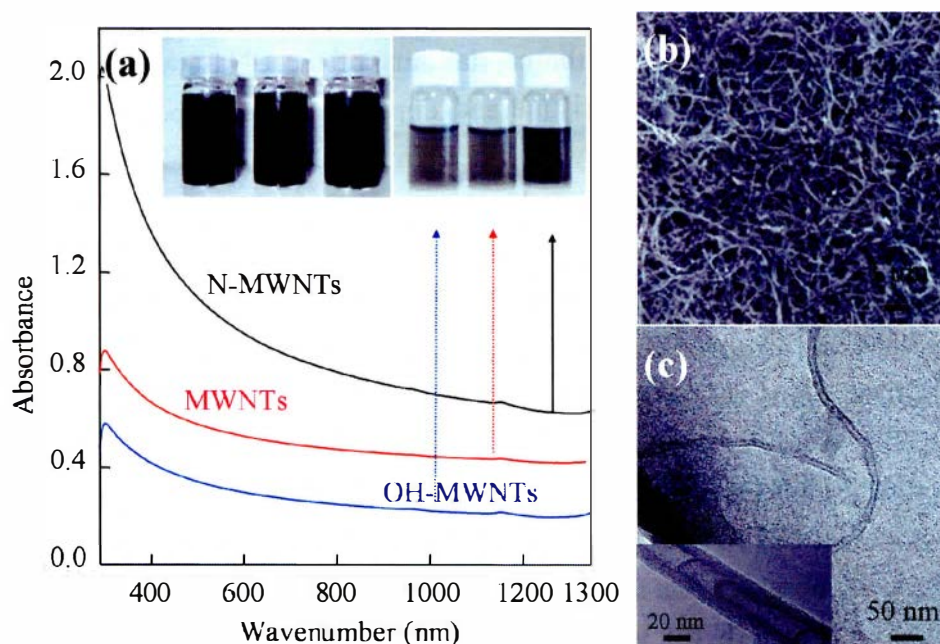 (a)
2.0
1.6
1.2
0.8
0.4
0.0
Absorbance
N-MWNTs
MWNTs
OH-MWNTs
400
600
800
1000
1200
1300
Wavenumber (nm)
(b)
(c)
20 nm
50 nm